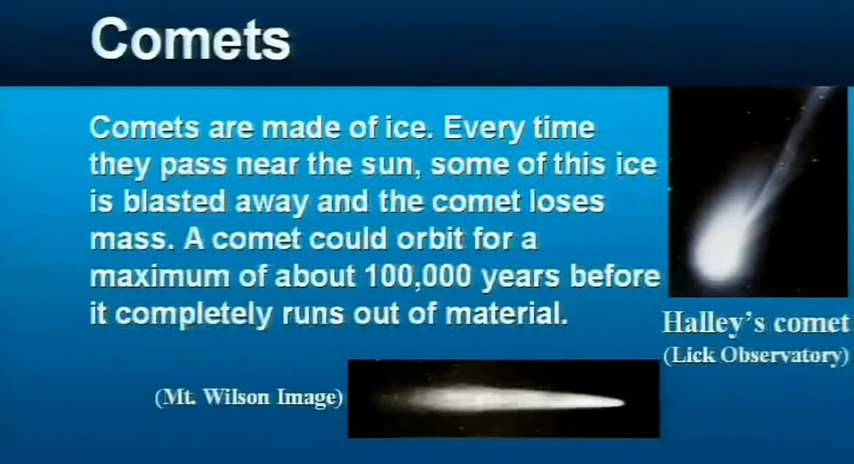 Comets
Comets are made of ice. Every time
they pass near the sun, some of this ice
is blasted away and the comet loses
mass. A comet could orbit for a
maximum of about 100,000 years before
it completely runs out of material.
Halley's comet
(Lick Observatory)
(Mt. Wilson Image)